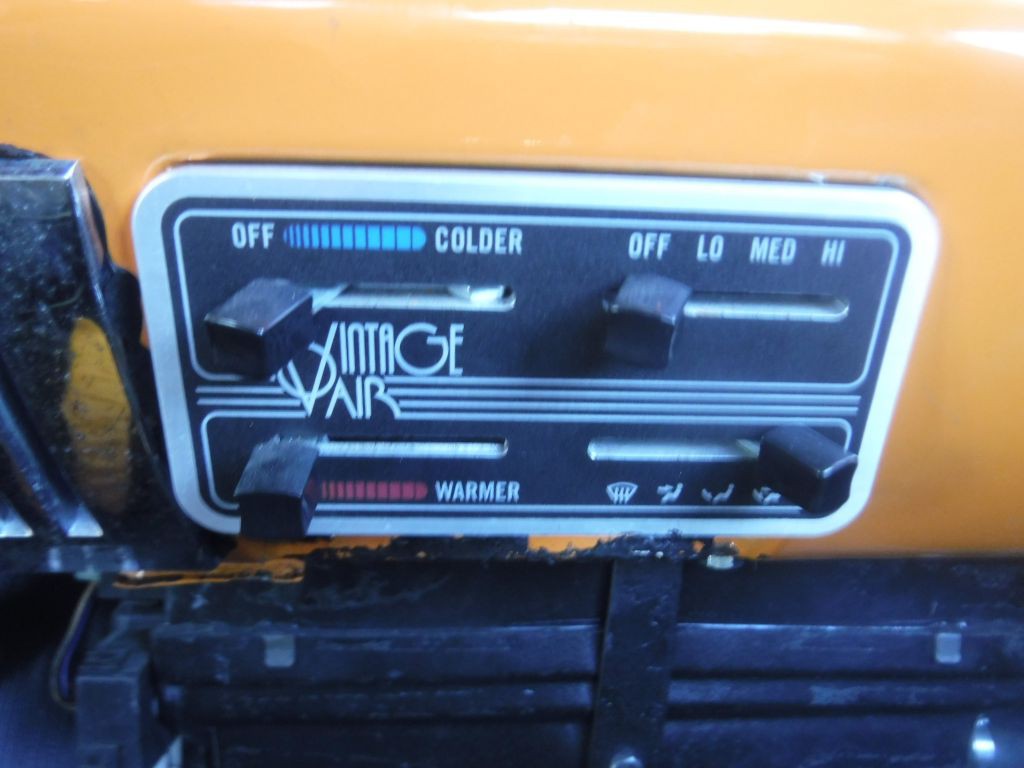 OFF COLDER OFF LO MED HI
VINTAGE
AIR
WARMER